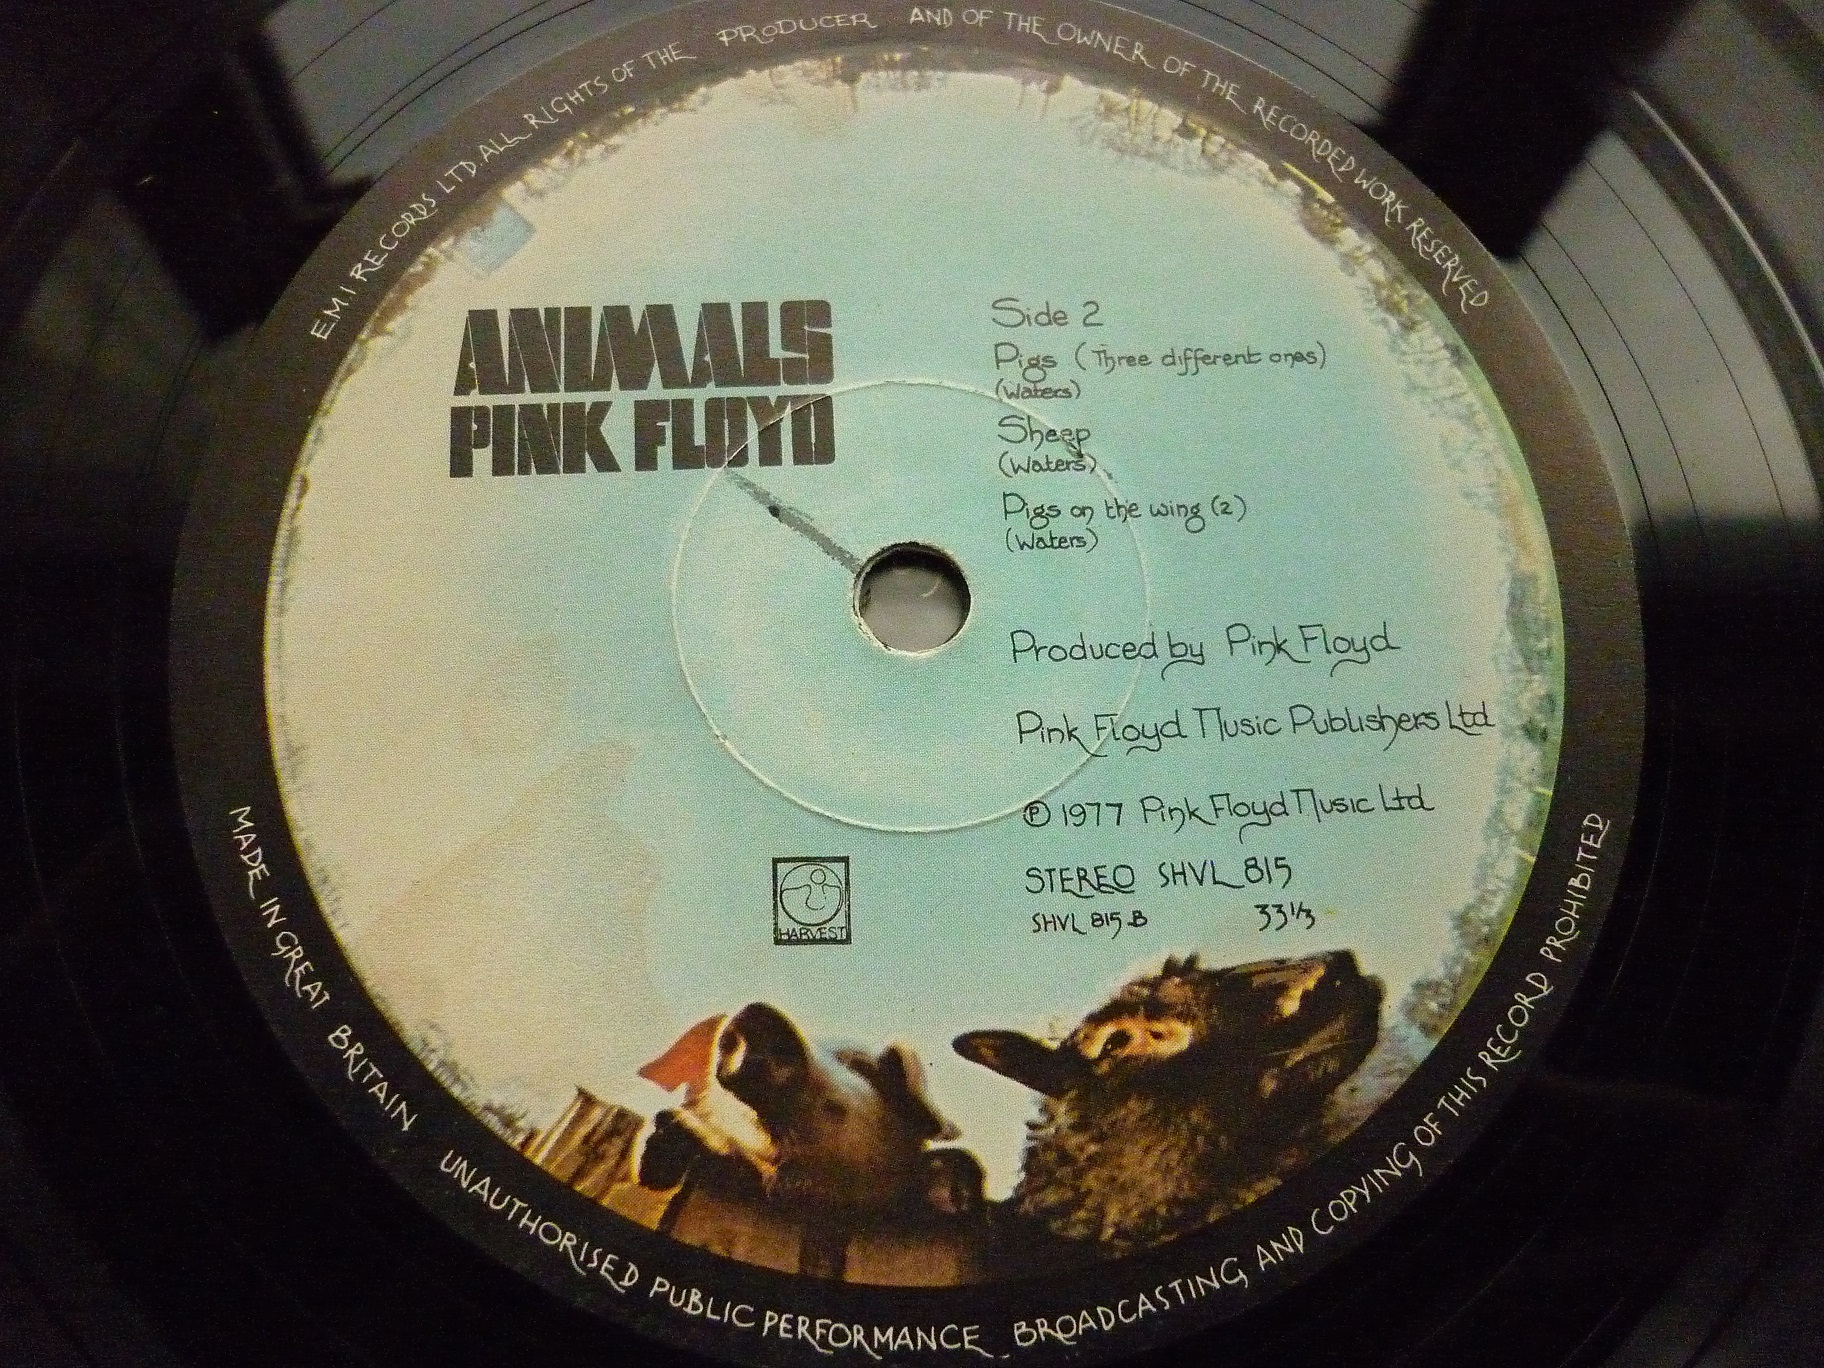 EMI RECORDS LTD. ALL RIGHTS OF THE PRODUCER AND OF THE OWNER OF THE RECORDED WORK RESERVED
ANIMALS
PINK FLOYD
Side 2
Pigs (Three different ones)
(Waters)
Sheep
(Waters)
Pigs on the wing (2)
(Waters)
Produced by Pink Floyd
Pink Floyd Music Publishers Ltd
℗ 1977 Pink Floyd Music Ltd
STEREO SHVL 815
SHVL 815 B 33 1/3
HARVEST
MADE IN GREAT BRITAIN UNAUTHORISED PUBLIC PERFORMANCE, BROADCASTING, AND COPYING OF THIS RECORD PROHIBITED